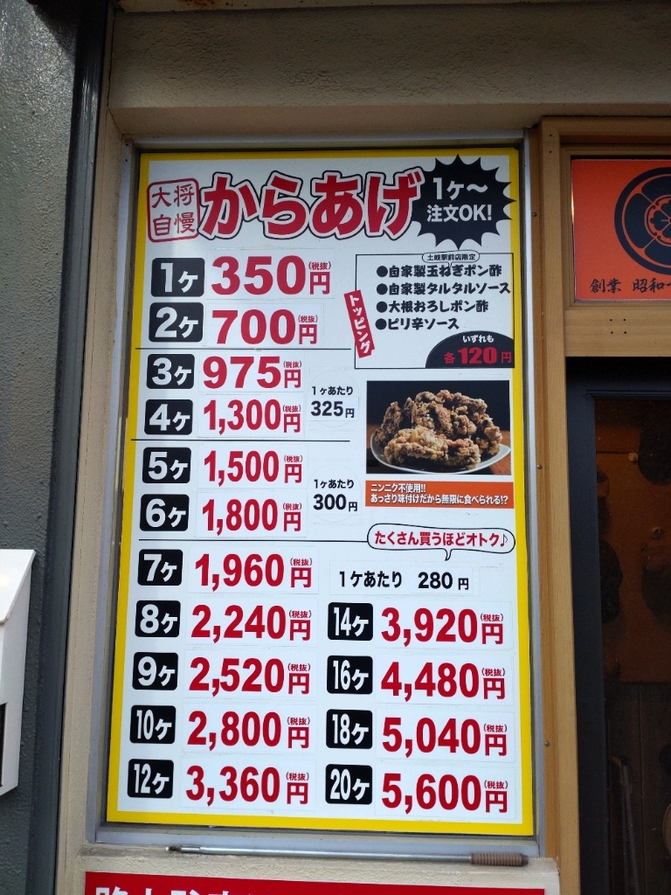 大将
自慢
からあげ
1ケ～
注文OK!
1ケ 350円(税抜)
2ケ 700円(税抜)
3ケ 975円(税抜)
4ケ 1,300円(税抜)
1ケあたり
325円
5ケ 1,500円(税抜)
6ケ 1,800円(税抜)
1ケあたり
300円
トッピング
土岐駅前店限定
●自家製玉ねぎポン酢
●自家製タルタルソース
●大根おろしポン酢
●ピリ辛ソース
いずれも
各120円
ニンニク不使用!!
あっさり味付けだから無限に食べられる!?
たくさん買うほどオトク♪
7ケ 1,960円(税抜)
1ケあたり 280円
8ケ 2,240円(税抜)
9ケ 2,520円(税抜)
10ケ 2,800円(税抜)
12ケ 3,360円(税抜)
14ケ 3,920円(税抜)
16ケ 4,480円(税抜)
18ケ 5,040円(税抜)
20ケ 5,600円(税抜)
創業 昭和